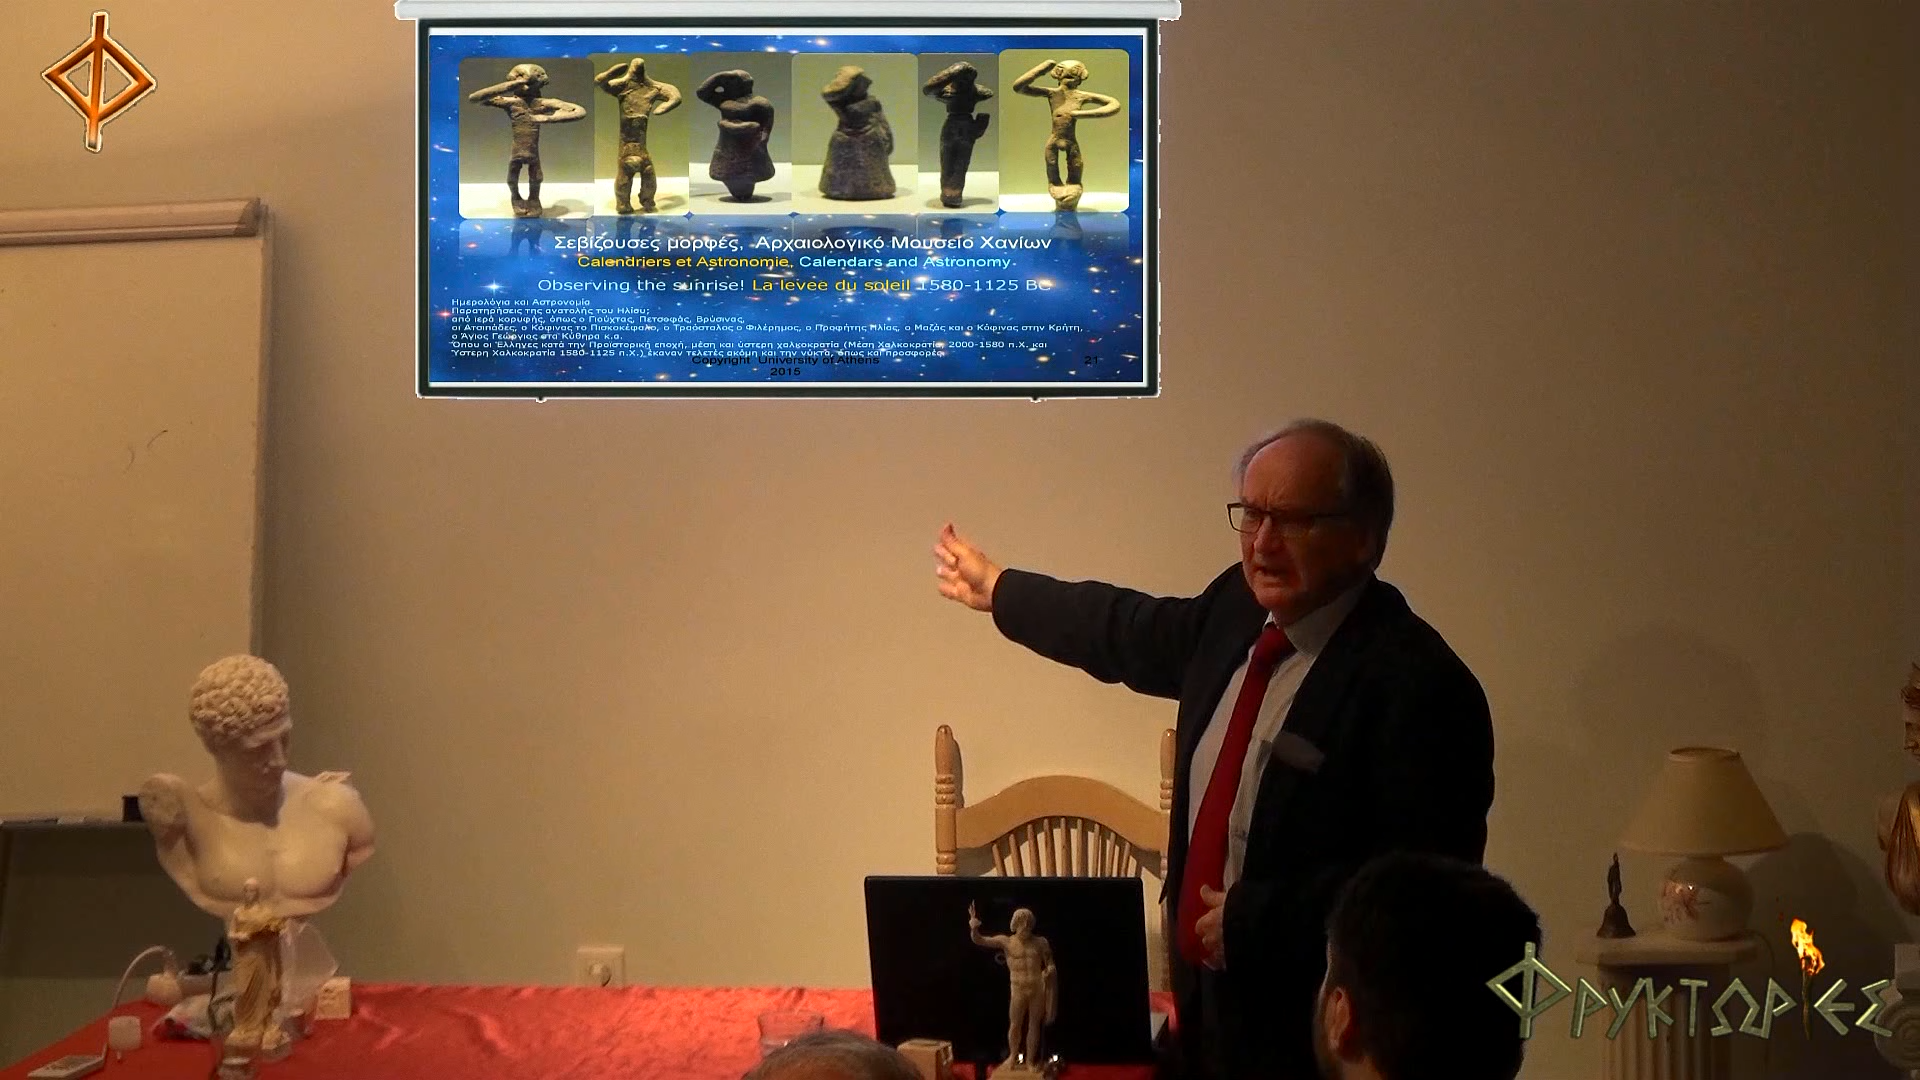 Σεβίζουσες μορφές, Αρχαιολογικό Μουσείο Χανίων
Calendriers et Astronomie, Calendars and Astronomy
Observing the sunrise! La levée du soleil 1580-1125 BC
Ημερολόγια και Αστρονομία
Παρατηρήσεις της ανατολής του Ηλίου;
από ιερά κορυφής, όπως ο Γιούχτας, Πετσοφάς, Βρύσινας,
οι Αταιπάδες, ο Κόφινας το Πισκοκέφαλο, ο Τραόσταλος ο Φιλέρημος, ο Προφήτης Ηλίας, ο Μαζάς και ο Κόφινας στην Κρήτη,
ο Άγιος Γεώργιος στα Κύθηρα κ.α.
Όπου οι Έλληνες κατά την Προϊστορική εποχή, μέση και ύστερη χαλκοκρατία (Μέση Χαλκοκρατία, 2000-1580 π.Χ. και
Ύστερη Χαλκοκρατία 1580-1125 π.Χ.) έκαναν τελετές ακόμη και την νύκτα, όπως και προσφορές.
Copyright University of Athens
2015
21
ΦΡΥΚΤΩΡΙΕΣ